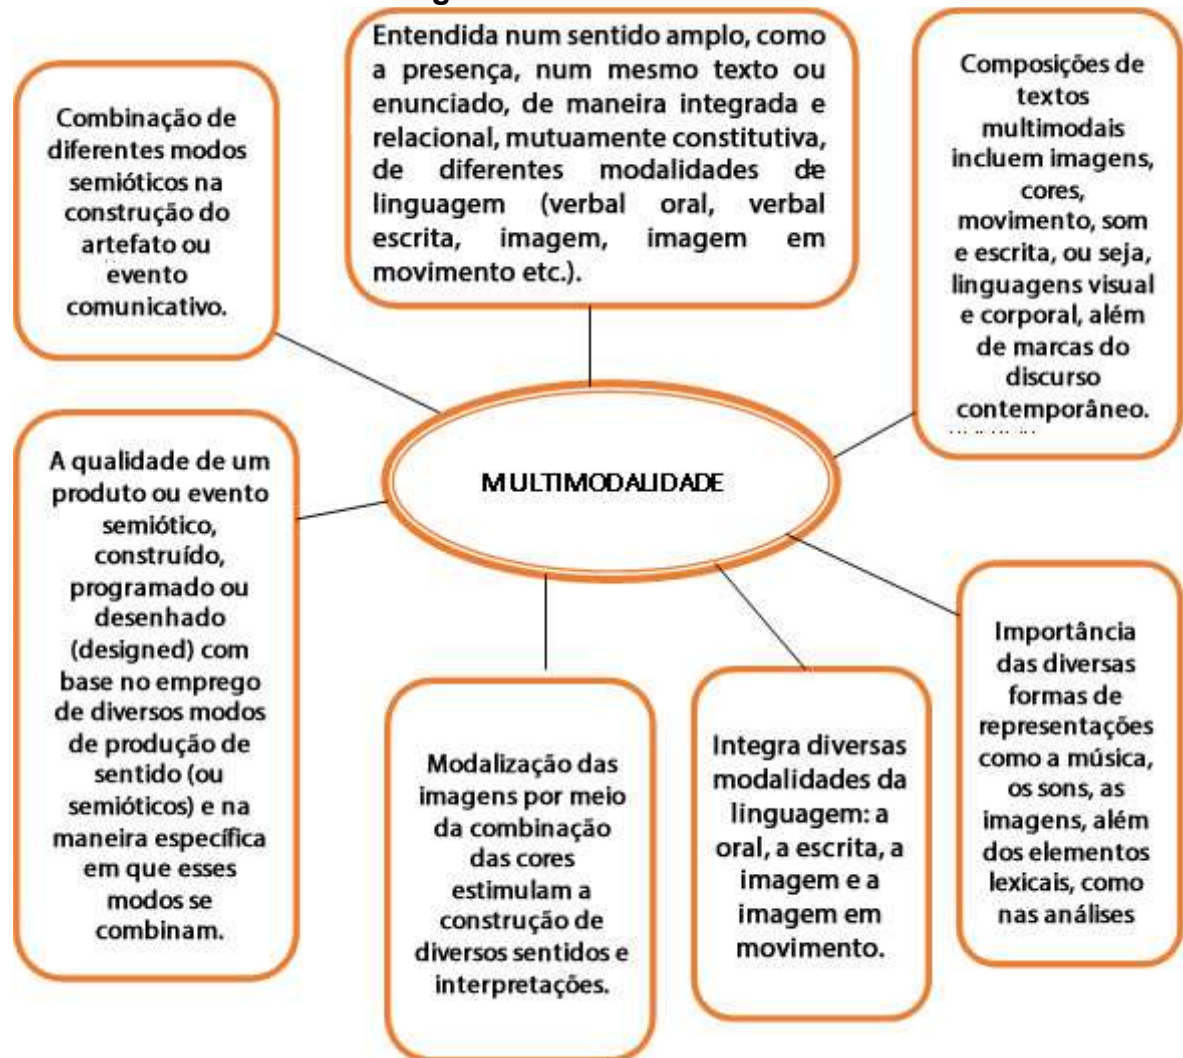 Combinação de
diferentes modos
semióticos na
construção do
artefato ou
evento
comunicativo.
Entendida num sentido amplo, como
a presença, num mesmo texto ou
enunciado, de maneira integrada e
relacional, mutuamente constitutiva,
de diferentes modalidades de
linguagem (verbal oral, verbal
escrita, imagem, imagem em
movimento etc.).
Composições de
textos
multimodais
incluem imagens,
cores,
movimento, som
e escrita, ou seja,
linguagens visual
e corporal, além
de marcas do
discurso
contemporâneo.
MULTIMODALIDADE
A qualidade de um
produto ou evento
semiótico,
construído,
programado ou
desenhado
(designed) com
base no emprego
de diversos modos
de produção de
sentido (ou
semióticos) e na
maneira específica
em que esses
modos se
combinam.
Modalização das
imagens por meio
da combinação
das cores
estimulam a
construção de
diversos sentidos e
interpretações.
Integra diversas
modalidades da
linguagem: a
oral, a escrita, a
imagem e a
imagem em
movimento.
Importância
das diversas
formas de
representações
como a música,
os sons, as
imagens, além
dos elementos
lexicais, como
nas análises